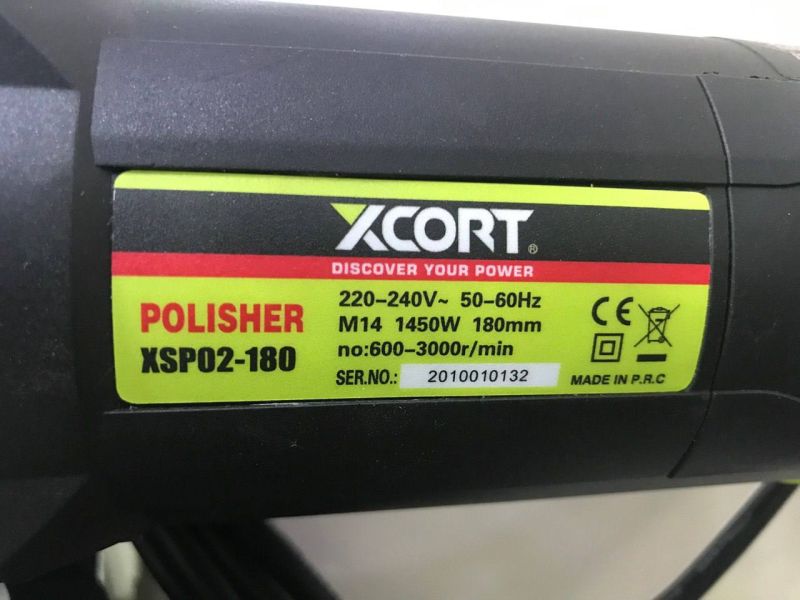 XCORT®
DISCOVER YOUR POWER
POLISHER
XSP02-180
220-240V~ 50-60Hz
M14 1450W 180mm
no:600-3000r/min
SER.NO.: 2010010132
CE
MADE IN P.R.C